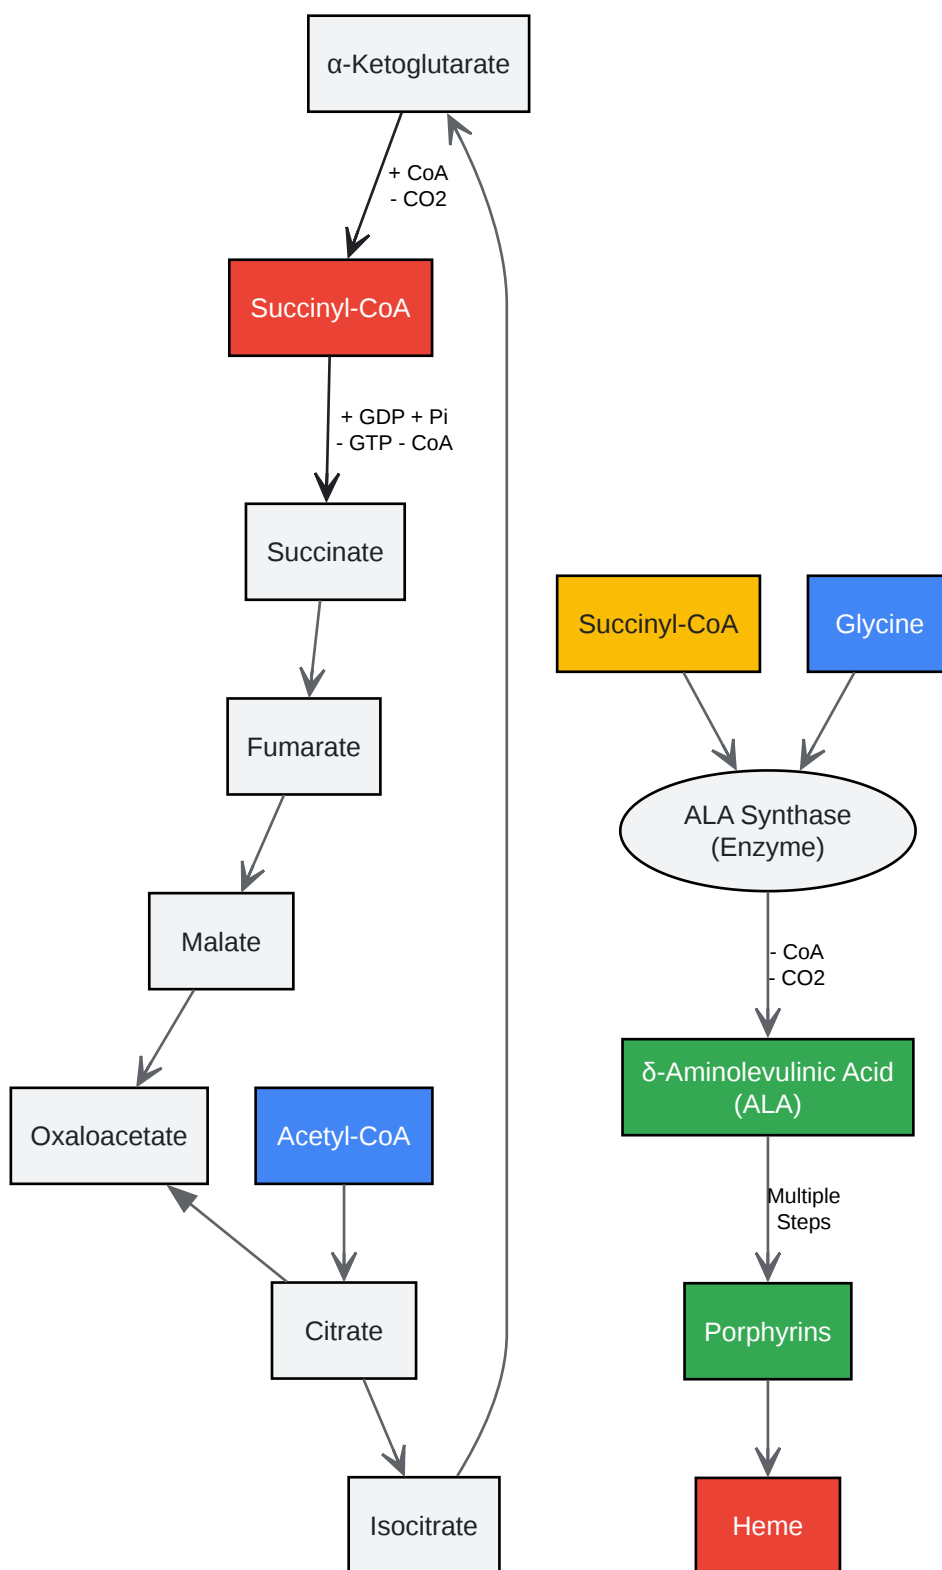 α-Ketoglutarate
+ CoA
- CO2
Succinyl-CoA
+ GDP + Pi
- GTP - CoA
Succinate
Fumarate
Malate
Oxaloacetate
Acetyl-CoA
Citrate
Isocitrate
Succinyl-CoA
Glycine
ALA Synthase
(Enzyme)
- CoA
- CO2
δ-Aminolevulinic Acid
(ALA)
Multiple
Steps
Porphyrins
Heme